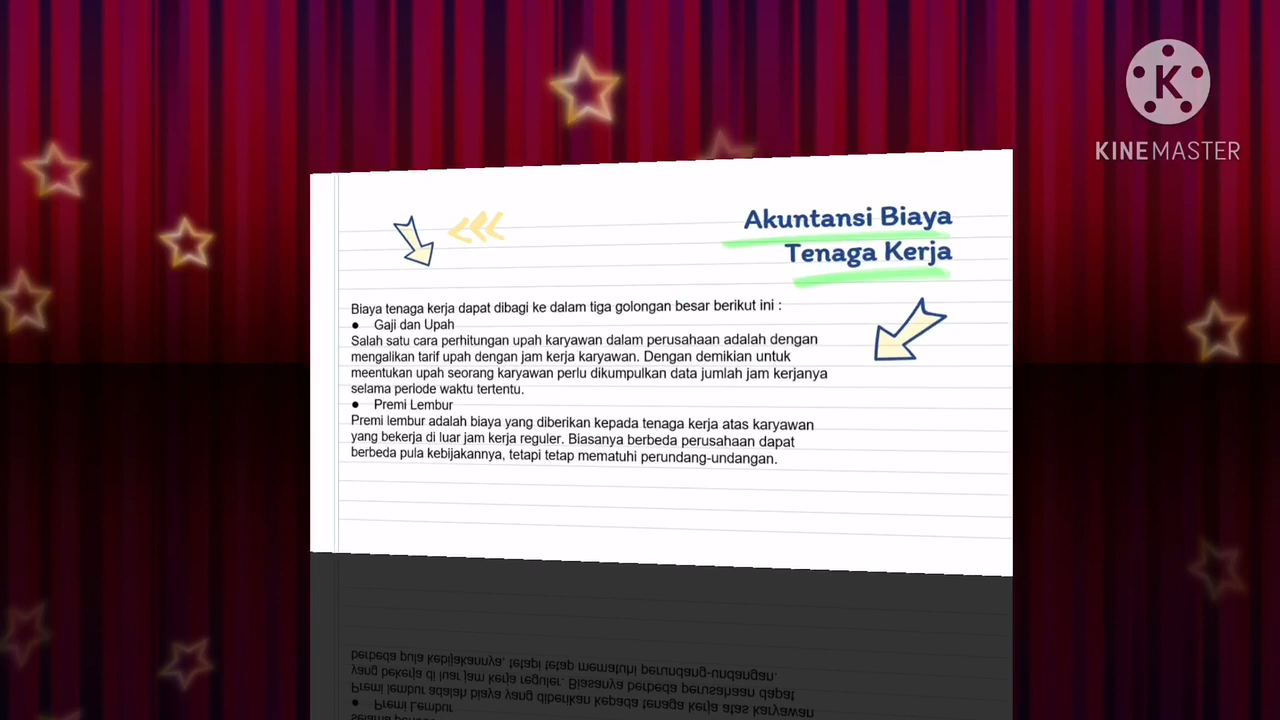 KINEMASTER
Akuntansi Biaya
Tenaga Kerja
Biaya tenaga kerja dapat dibagi ke dalam tiga golongan besar berikut ini :
● Gaji dan Upah
Salah satu cara perhitungan upah karyawan dalam perusahaan adalah dengan
mengalikan tarif upah dengan jam kerja karyawan. Dengan demikian untuk
meentukan upah seorang karyawan perlu dikumpulkan data jumlah jam kerjanya
selama periode waktu tertentu.
● Premi Lembur
Premi lembur adalah biaya yang diberikan kepada tenaga kerja atas karyawan
yang bekerja di luar jam kerja reguler. Biasanya berbeda perusahaan dapat
berbeda pula kebijakannya, tetapi tetap mematuhi perundang-undangan.